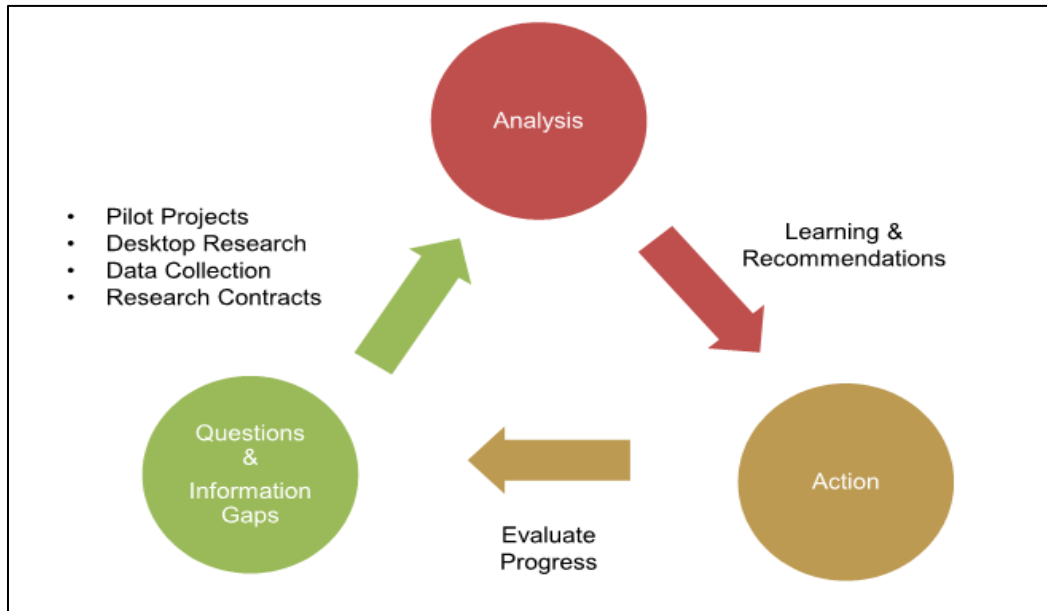 Analysis
• Pilot Projects
• Desktop Research
• Data Collection
• Research Contracts
Learning &
Recommendations
Questions
&
Information
Gaps
Action
Evaluate
Progress